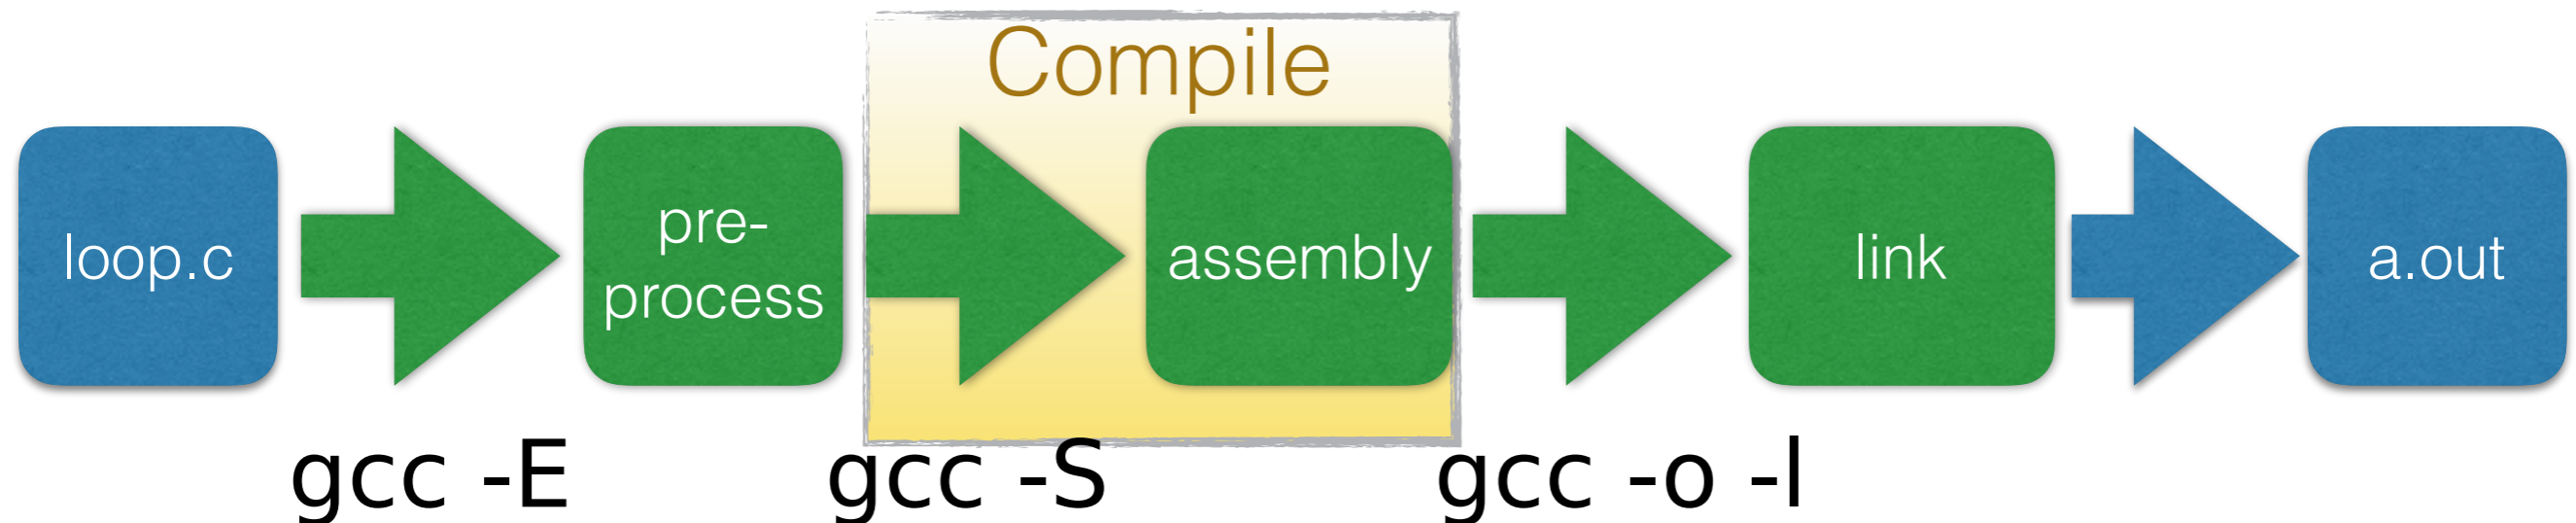 Compile
loop.c
pre-
process
assembly
link
a.out
gcc -E
gcc -S
gcc -o -l